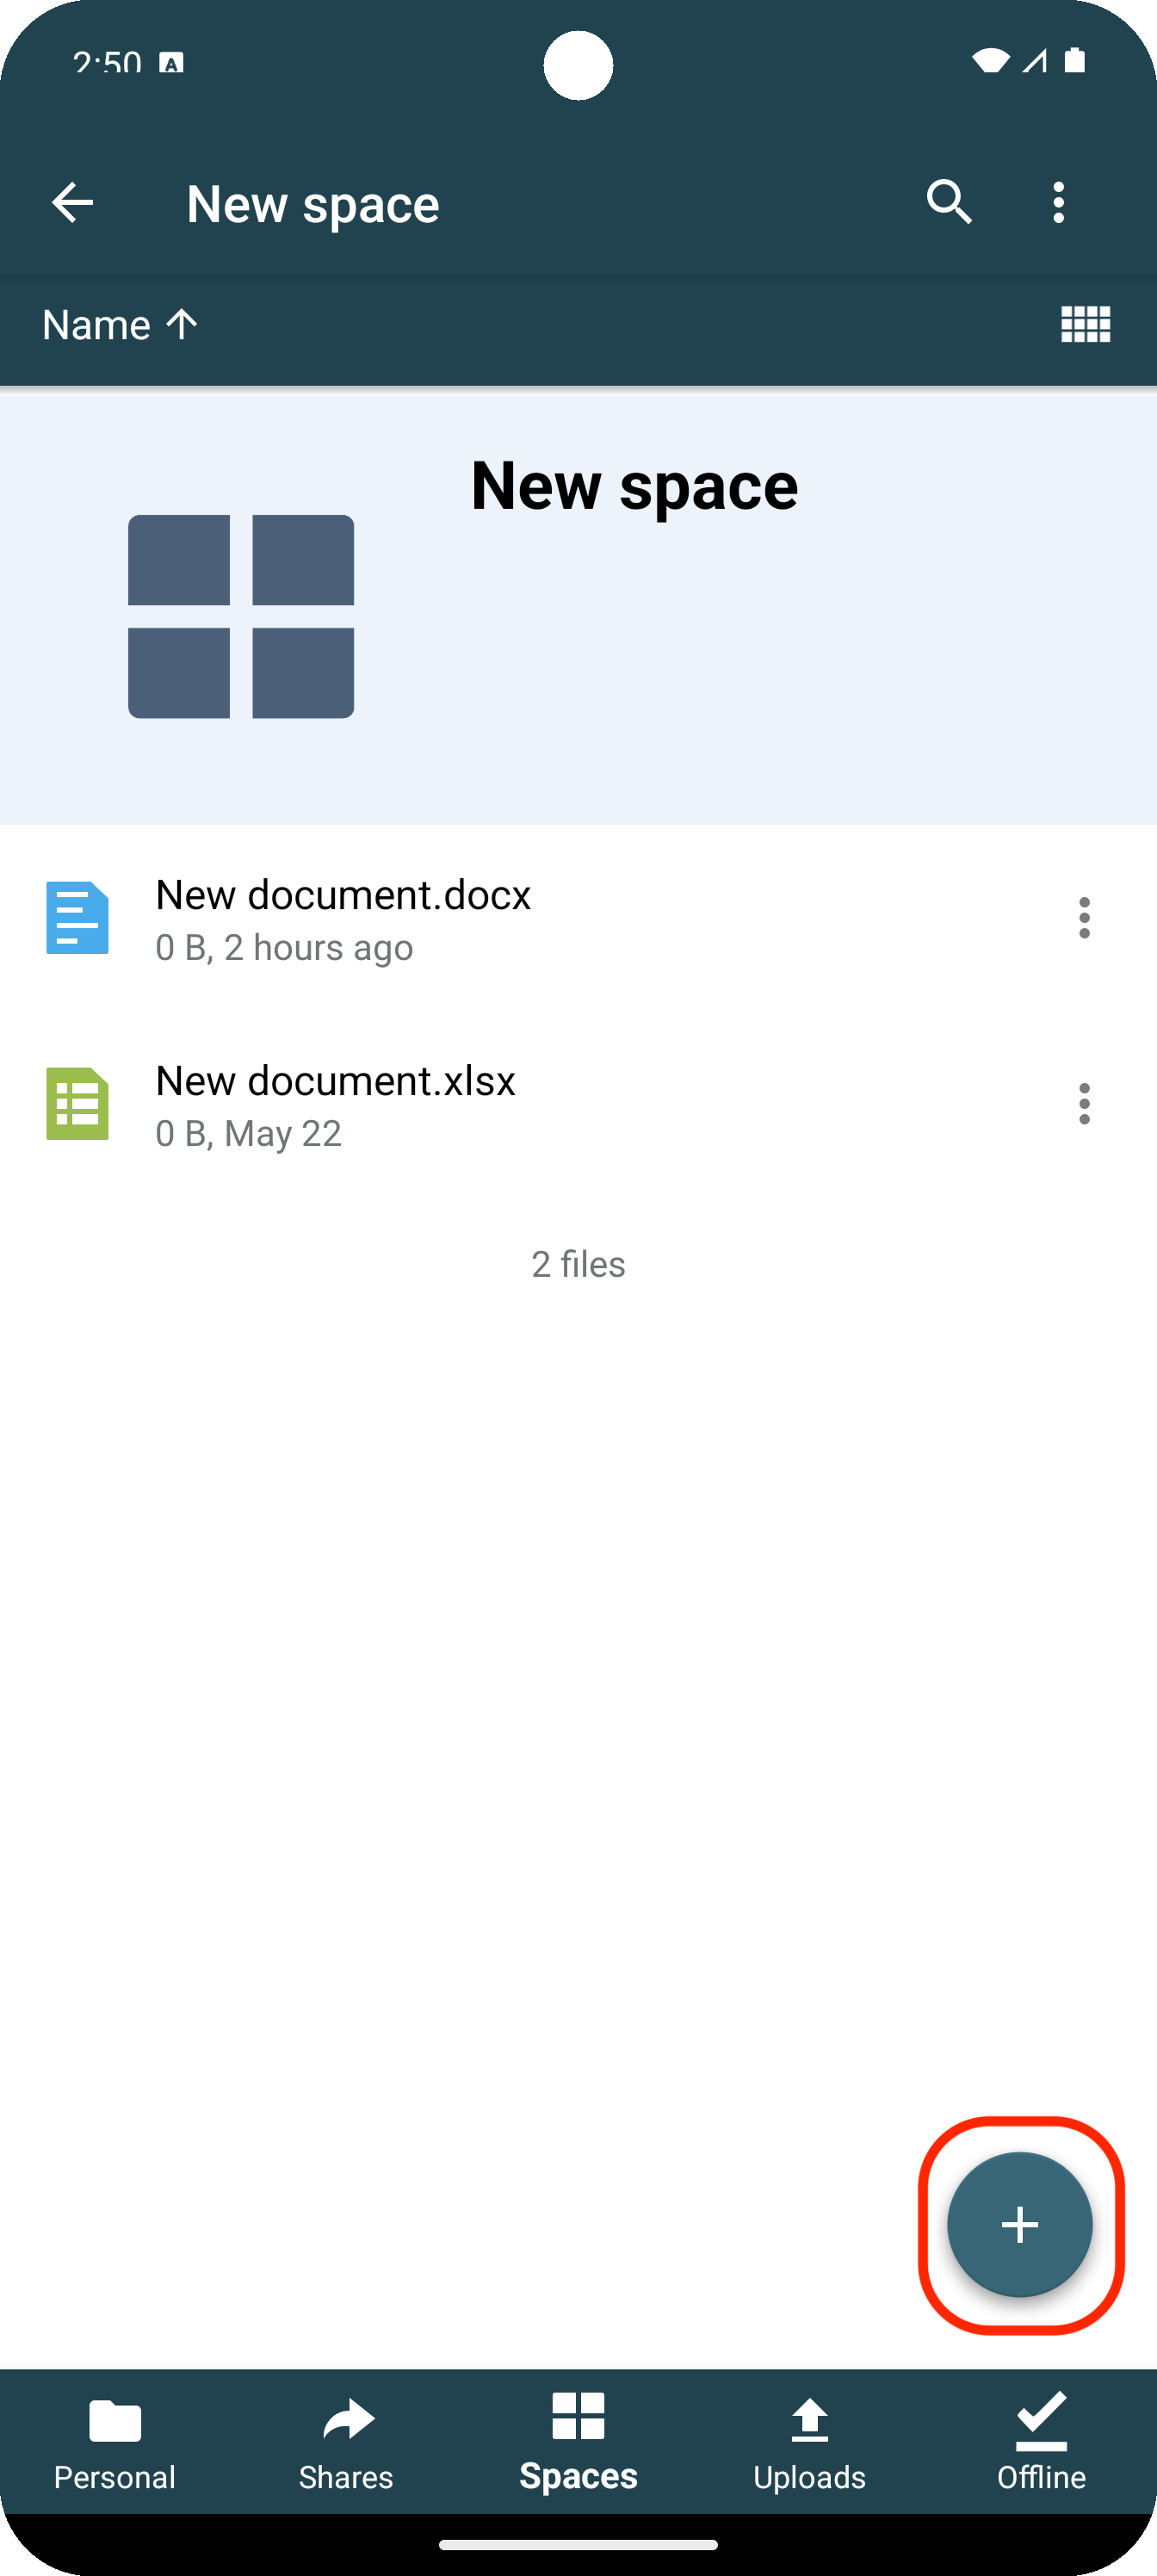 2:50 A
New space
Name
New space
New document.docx
0 B, 2 hours ago
New document.xlsx
0 B, May 22
2 files
Personal Shares Spaces Uploads Offline